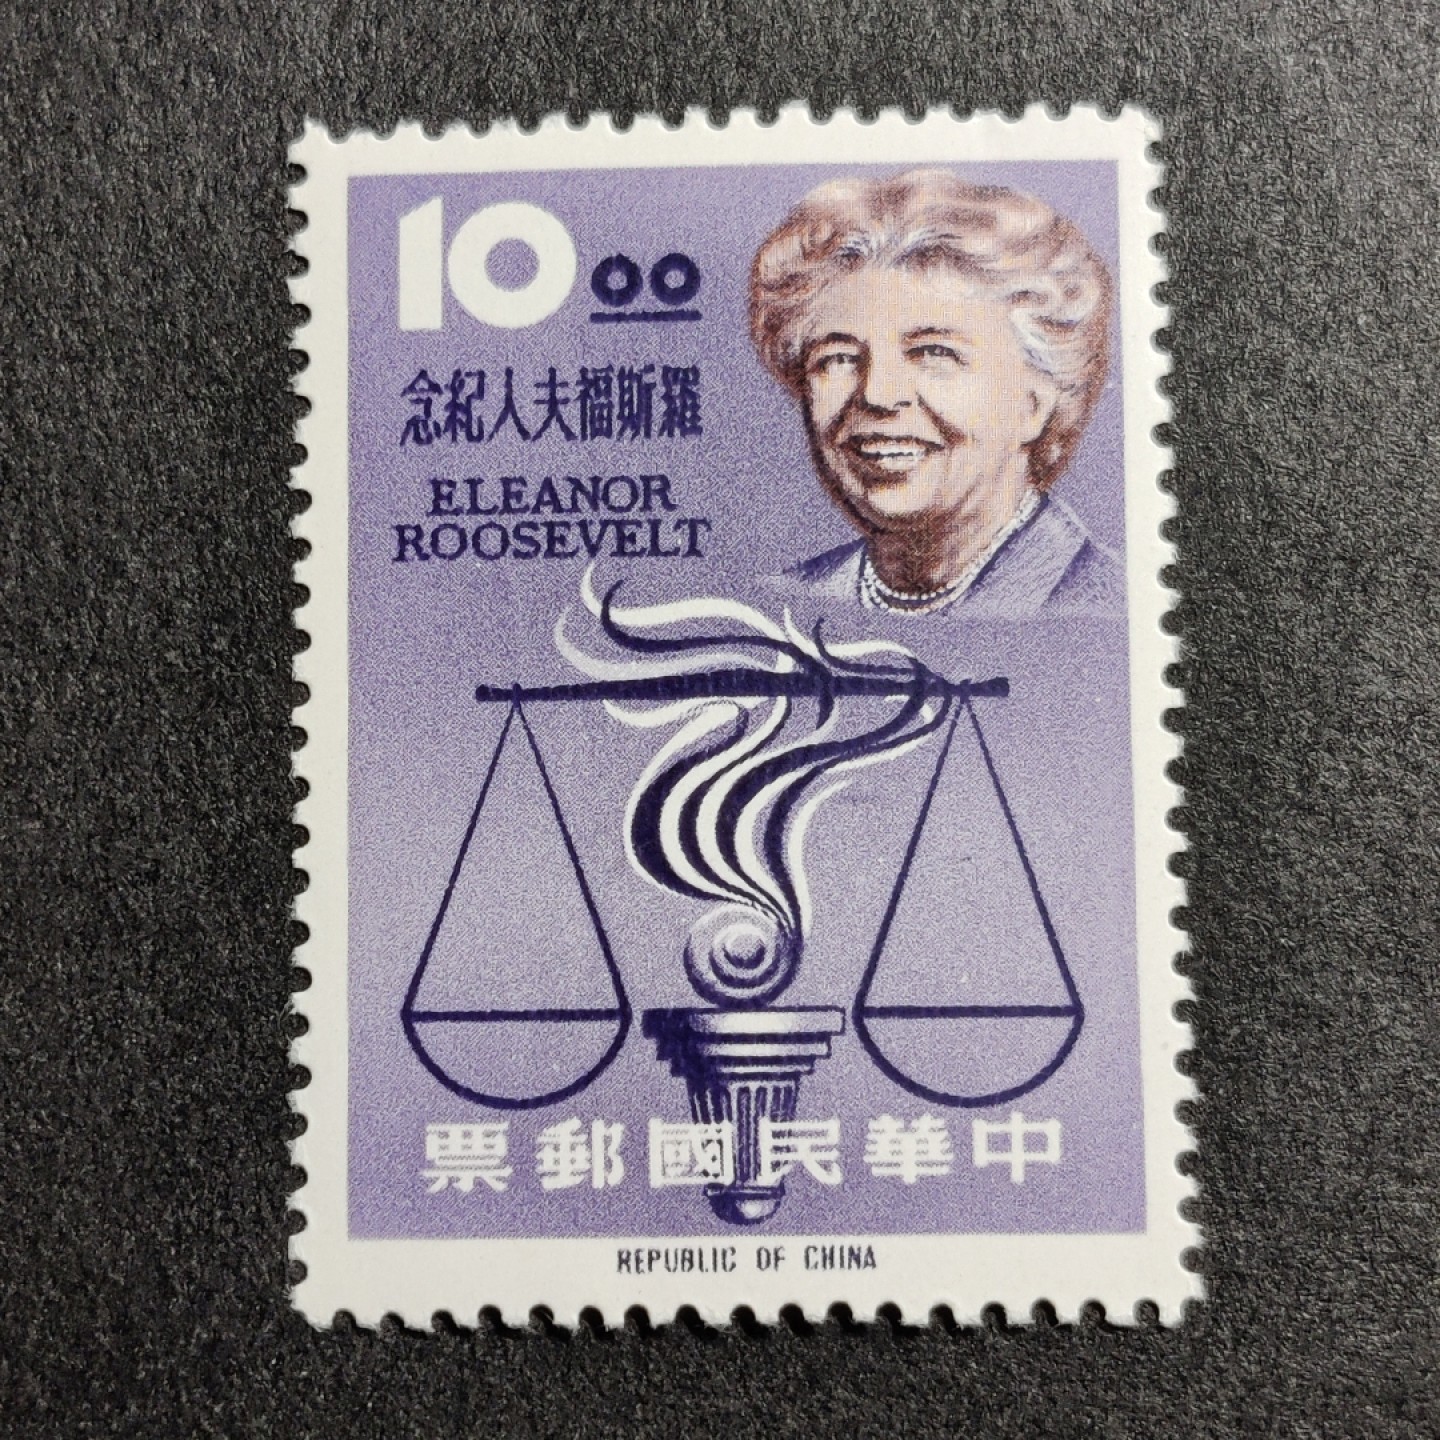 10.00
羅斯福夫人紀念
ELEANOR
ROOSEVELT
中華民國郵票
REPUBLIC OF CHINA